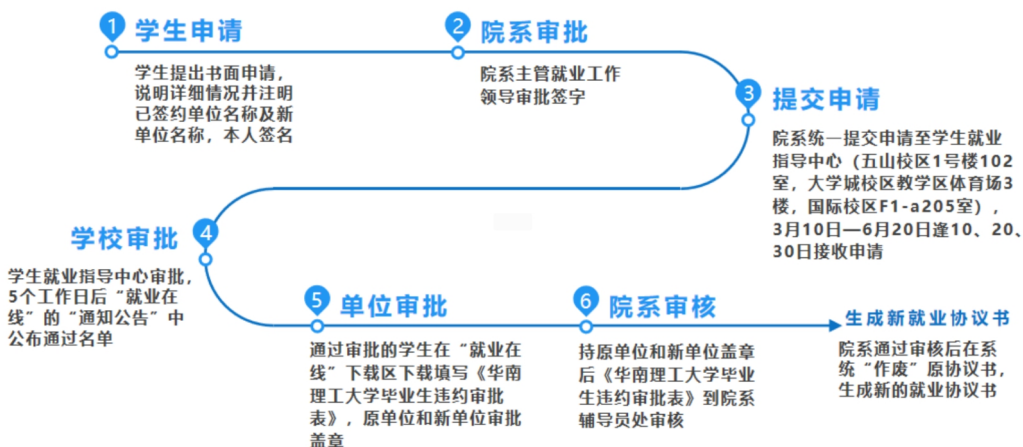 1 学生申请
学生提出书面申请，
说明详细情况并注明
已签约单位名称及新
单位名称，本人签名
2 院系审批
院系主管就业工作
领导审批签字
3 提交申请
院系统一提交申请至学生就业
指导中心（五山校区1号楼102
室，大学城校区教学区体育场3
楼，国际校区F1-a205室），
3月10日—6月20日逢10、20、
30日接收申请
4 学校审批
学生就业指导中心审批，
5个工作日后“就业在
线”的“通知公告”中
公布通过名单
5 单位审批
通过审批的学生在“就业在
线”下载区下载填写《华南
理工大学毕业生违约审批
表》，原单位和新单位审批
盖章
6 院系审核
持原单位和新单位盖章
后《华南理工大学毕业
生违约审批表》到院系
辅导员处审核
生成新就业协议书
院系通过审核后在系
统“作废”原协议书，
生成新的就业协议书